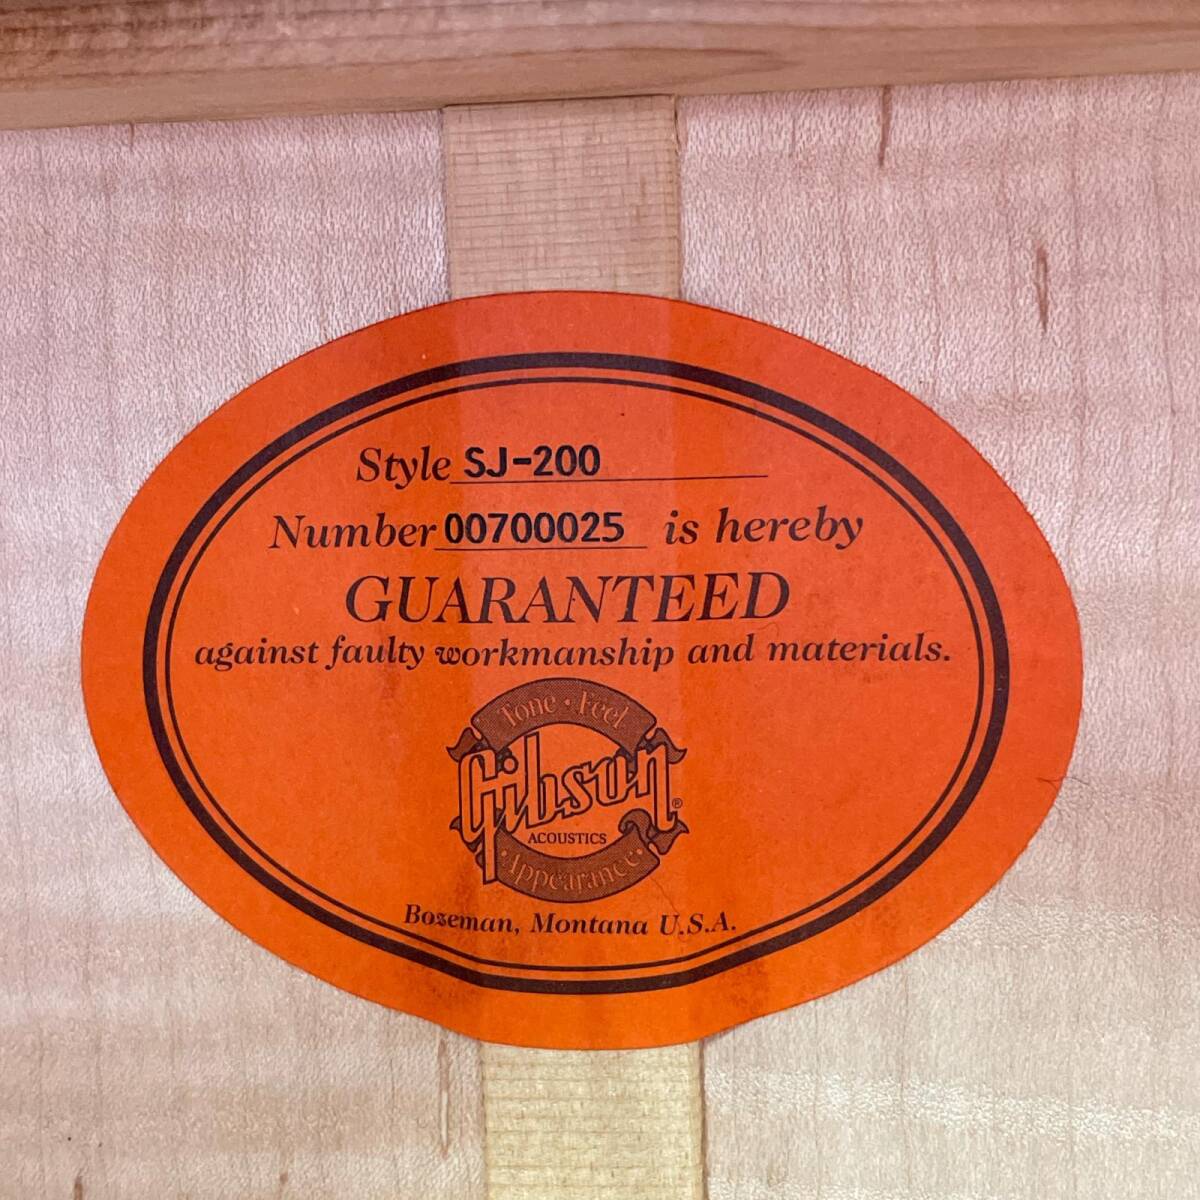 Style SJ-200
Number 00700025 is hereby
GUARANTEED
against faulty workmanship and materials.
Tone · Feel
Gibson ®
ACOUSTICS
· Appearance ·
Bozeman, Montana U.S.A.